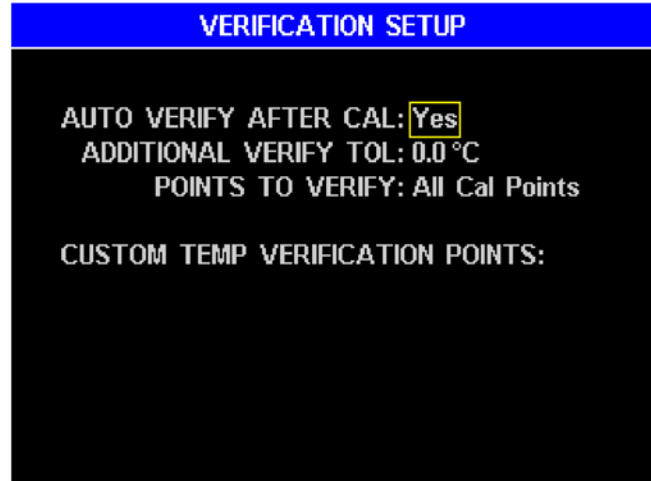 VERIFICATION SETUP
AUTO VERIFY AFTER CAL: Yes
ADDITIONAL VERIFY TOL: 0.0 °C
POINTS TO VERIFY: All Cal Points
CUSTOM TEMP VERIFICATION POINTS: